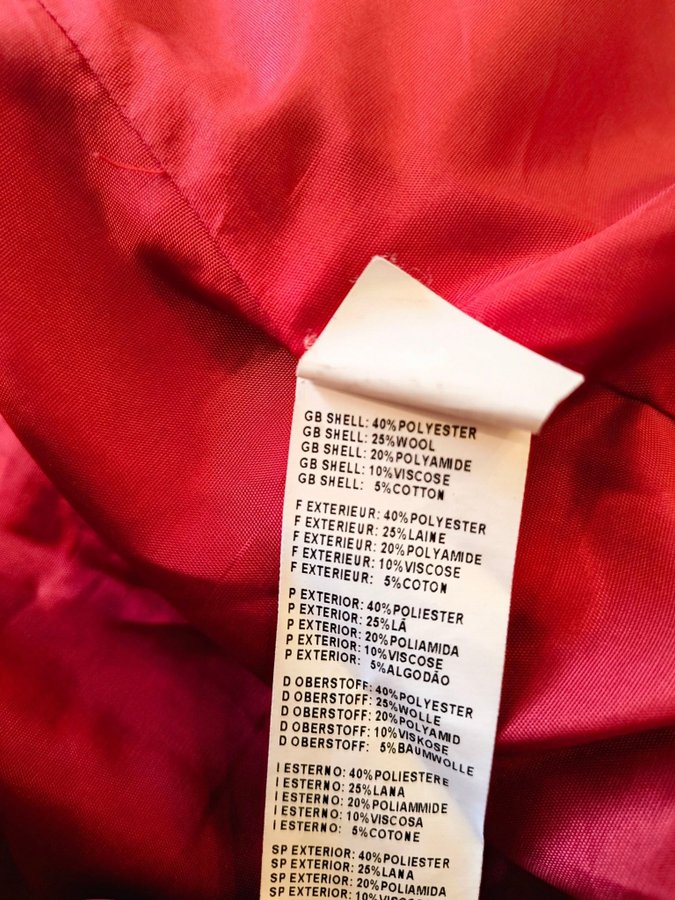 GB SHELL: 40%POLYESTER
GB SHELL: 25%WOOL
GB SHELL: 20%POLYAMIDE
GB SHELL: 10%VISCOSE
GB SHELL: 5%COTTON
F EXTERIEUR: 40%POLYESTER
F EXTERIEUR: 25%LAINE
F EXTERIEUR: 20%POLYAMIDE
F EXTERIEUR: 10%VISCOSE
F EXTERIEUR: 5%COTON
P EXTERIOR: 40%POLIESTER
P EXTERIOR: 25%LÃ
P EXTERIOR: 20%POLIAMIDA
P EXTERIOR: 10%VISCOSE
P EXTERIOR: 5%ALGODÃO
D OBERSTOFF: 40%POLYESTER
D OBERSTOFF: 25%WOLLE
D OBERSTOFF: 20%POLYAMID
D OBERSTOFF: 10%VISKOSE
D OBERSTOFF: 5%BAUMWOLLE
I ESTERNO: 40%POLIESTERE
I ESTERNO: 25%LANA
I ESTERNO: 20%POLIAMMIDE
I ESTERNO: 10%VISCOSA
I ESTERNO: 5%COTONE
SP EXTERIOR: 40%POLIESTER
SP EXTERIOR: 25%LANA
SP EXTERIOR: 20%POLIAMIDA
SP EXTERIOR: